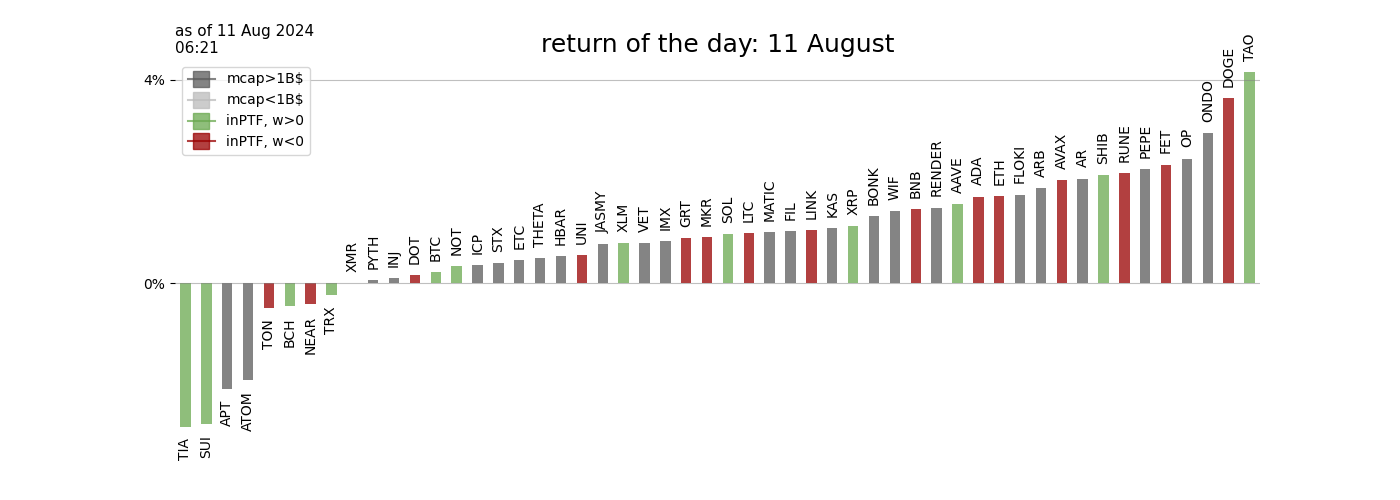 as of 11 Aug 2024
06:21
return of the day: 11 August
4%
0%
mcap>1B$
mcap<1B$
inPTF, w>0
inPTF, w<0
TIA
SUI
APT
ATOM
TON
BCH
NEAR
TRX
XMR
PYTH
INJ
DOT
BTC
NOT
ICP
STX
ETC
THETA
HBAR
UNI
JASMY
XLM
VET
IMX
GRT
MKR
SOL
LTC
MATIC
FIL
LINK
KAS
XRP
BONK
WIF
BNB
RENDER
AAVE
ADA
ETH
FLOKI
ARB
AVAX
AR
SHIB
RUNE
PEPE
FET
OP
ONDO
DOGE
TAO